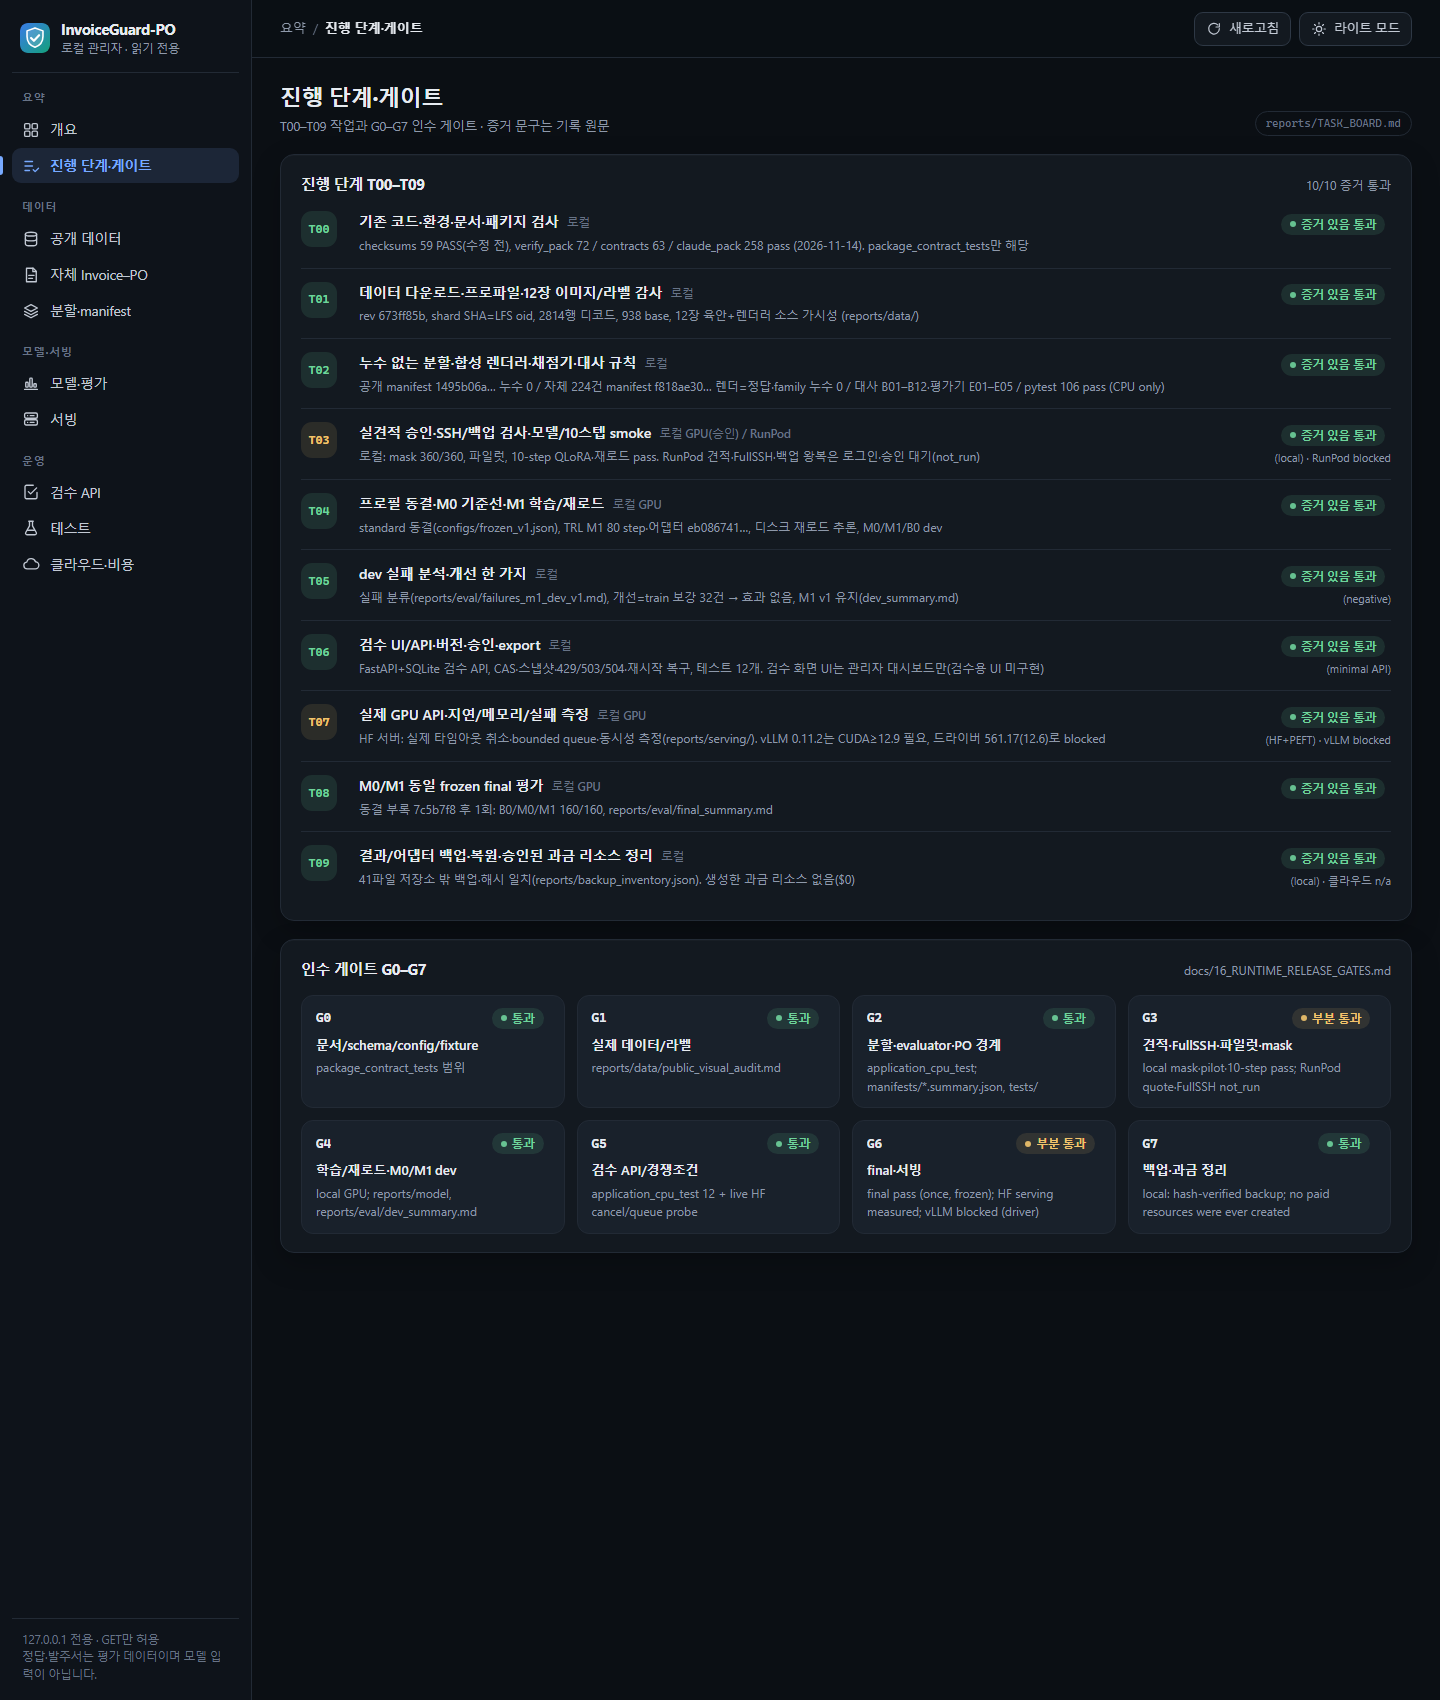 InvoiceGuard-PO
로컬 관리자 · 읽기 전용
요약
개요
진행 단계·게이트
데이터
공개 데이터
자체 Invoice–PO
분할·manifest
모델·서빙
모델·평가
서빙
운영
검수 API
테스트
클라우드·비용
127.0.0.1 전용 · GET만 허용
정답·발주서는 평가 데이터이며 모델 입
력이 아닙니다.
요약 / 진행 단계·게이트
새로고침
라이트 모드
진행 단계·게이트
T00–T09 작업과 G0–G7 인수 게이트 · 증거 문구는 기록 원문
reports/TASK_BOARD.md
진행 단계 T00–T09
10/10 증거 통과
T00
기존 코드·환경·문서·패키지 검사 로컬
checksums 59 PASS(수정 전), verify_pack 72 / contracts 63 / claude_pack 258 pass (2026-11-14). package_contract_tests만 해당
증거 있음 통과
T01
데이터 다운로드·프로파일·12장 이미지/라벨 감사 로컬
rev 673ff85b, shard SHA=LFS oid, 2814행 디코드, 938 base, 12장 육안+렌더러 소스 가시성 (reports/data/)
증거 있음 통과
T02
누수 없는 분할·합성 렌더러·채점기·대사 규칙 로컬
공개 manifest 1495b06a… 누수 0 / 자체 224건 manifest f818ae30… 렌더=정답·family 누수 0 / 대사 B01–B12·평가기 E01–E05 / pytest 106 pass (CPU only)
증거 있음 통과
T03
실견적 승인·SSH/백업 검사·모델/10스텝 smoke 로컬 GPU(승인) / RunPod
로컬: mask 360/360, 파일럿, 10-step QLoRA·재로드 pass. RunPod 견적·FullSSH·백업 왕복은 로그인·승인 대기(not_run)
증거 있음 통과
(local) · RunPod blocked
T04
프로필 동결·M0 기준선·M1 학습/재로드 로컬 GPU
standard 동결(configs/frozen_v1.json), TRL M1 80 step·어댑터 eb086741…, 디스크 재로드 추론, M0/M1/B0 dev
증거 있음 통과
T05
dev 실패 분석·개선 한 가지 로컬
실패 분류(reports/eval/failures_m1_dev_v1.md), 개선=train 보강 32건 → 효과 없음, M1 v1 유지(dev_summary.md)
증거 있음 통과
(negative)
T06
검수 UI/API·버전·승인·export 로컬
FastAPI+SQLite 검수 API, CAS·스냅샷·429/503/504·재시작 복구, 테스트 12개. 검수 화면 UI는 관리자 대시보드만(검수용 UI 미구현)
증거 있음 통과
(minimal API)
T07
실제 GPU API·지연/메모리/실패 측정 로컬 GPU
HF 서버: 실제 타임아웃 취소·bounded queue·동시성 측정(reports/serving/). vLLM 0.11.2는 CUDA≥12.9 필요, 드라이버 561.17(12.6)로 blocked
증거 있음 통과
(HF+PEFT) · vLLM blocked
T08
M0/M1 동일 frozen final 평가 로컬 GPU
동결 부록 7c5b7f8 후 1회: B0/M0/M1 160/160, reports/eval/final_summary.md
증거 있음 통과
T09
결과/어댑터 백업·복원·승인된 과금 리소스 정리 로컬
41파일 저장소 밖 백업·해시 일치(reports/backup_inventory.json). 생성한 과금 리소스 없음($0)
증거 있음 통과
(local) · 클라우드 n/a
인수 게이트 G0–G7
docs/16_RUNTIME_RELEASE_GATES.md
G0
통과
문서/schema/config/fixture
package_contract_tests 범위
G1
통과
실제 데이터/라벨
reports/data/public_visual_audit.md
G2
통과
분할·evaluator·PO 경계
application_cpu_test;
manifests/*.summary.json, tests/
G3
부분 통과
견적·FullSSH·파일럿·mask
local mask·pilot·10-step pass; RunPod
quote·FullSSH not_run
G4
통과
학습/재로드·M0/M1 dev
local GPU; reports/model,
reports/eval/dev_summary.md
G5
통과
검수 API/경쟁조건
application_cpu_test 12 + live HF
cancel/queue probe
G6
부분 통과
final·서빙
final pass (once, frozen); HF serving
measured; vLLM blocked (driver)
G7
통과
백업·과금 정리
local: hash-verified backup; no paid
resources were ever created